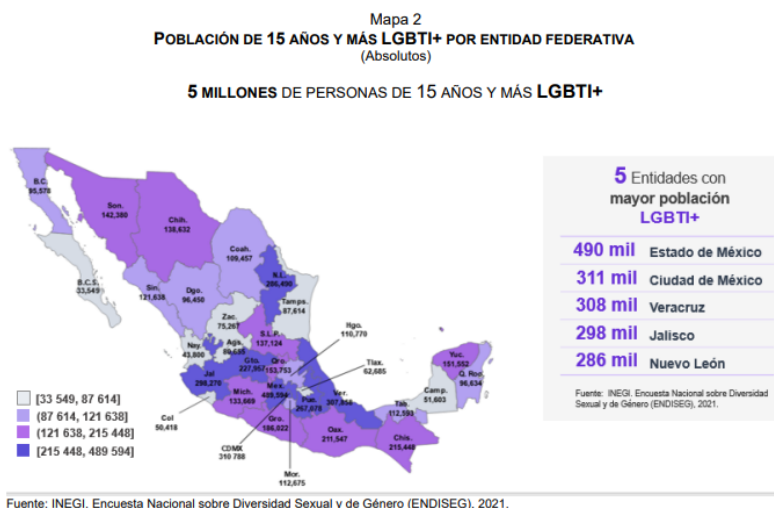 Mapa 2
POBLACIÓN DE 15 AÑOS Y MÁS LGBTI+ POR ENTIDAD FEDERATIVA
(Absolutos)
5 MILLONES DE PERSONAS DE 15 AÑOS Y MÁS LGBTI+
B.C.
95,578
Son.
142,380
Chih.
138,632
Coah.
109,457
B.C.S.
33,549
Sin.
121,638
Dgo.
96,450
N.L.
286,490
Tamps.
87,614
Zac.
75,267
S.L.P.
137,124
Hgo.
110,770
Nay.
43,800
Ags.
Gto.
227,957
Qro.
153,753
Tlax.
62,685
Yuc.
Q. Roo
96,634
Jal
298,270
Mich.
133,669
Mex.
489,594
Ver.
307,858
Pue.
267,878
Camp.
51,603
Tab.
112,593
Col
50,418
Gro.
186,022
Oax.
211,547
Chis.
215,448
CDMX
310 788
Mor.
112,675
[33 549, 87 614]
(87 614, 121 638)
(121 638, 215 448)
[215 448, 489 594]
5 Entidades con
mayor población
LGBTI+
490 mil Estado de México
311 mil Ciudad de México
308 mil Veracruz
298 mil Jalisco
286 mil Nuevo León
Fuente: INEGI. Encuesta Nacional sobre Diversidad
Sexual y de Género (ENDISEG), 2021.
Fuente: INEGI. Encuesta Nacional sobre Diversidad Sexual y de Género (ENDISEG), 2021.